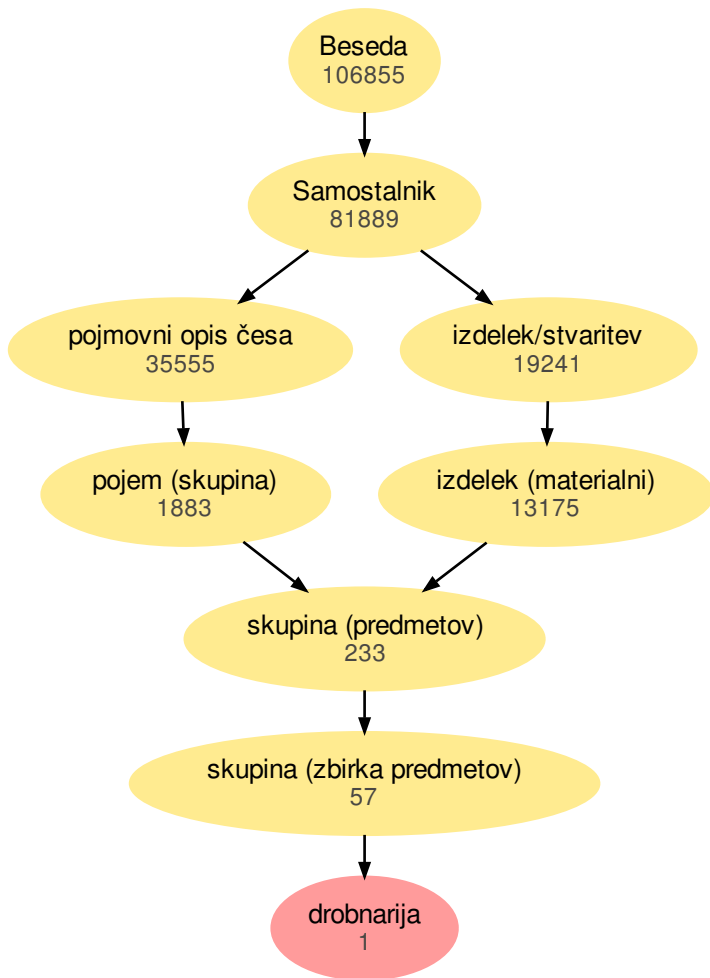 Beseda
106855
Samostalnik
81889
pojmovni opis česa
35555
izdelek/stvaritev
19241
pojem (skupina)
1883
izdelek (materialni)
13175
skupina (predmetov)
233
skupina (zbirka predmetov)
57
drobnarija
1